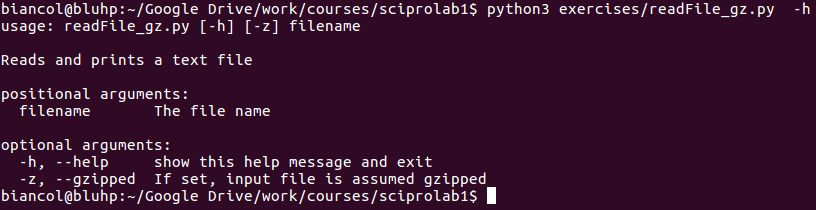 biancol@bluhp:~/Google Drive/work/courses/sciprolab1$ python3 exercises/readFile_gz.py  -h
usage: readFile_gz.py [-h] [-z] filename

Reads and prints a text file

positional arguments:
  filename       The file name

optional arguments:
  -h, --help     show this help message and exit
  -z, --gzipped  If set, input file is assumed gzipped
biancol@bluhp:~/Google Drive/work/courses/sciprolab1$